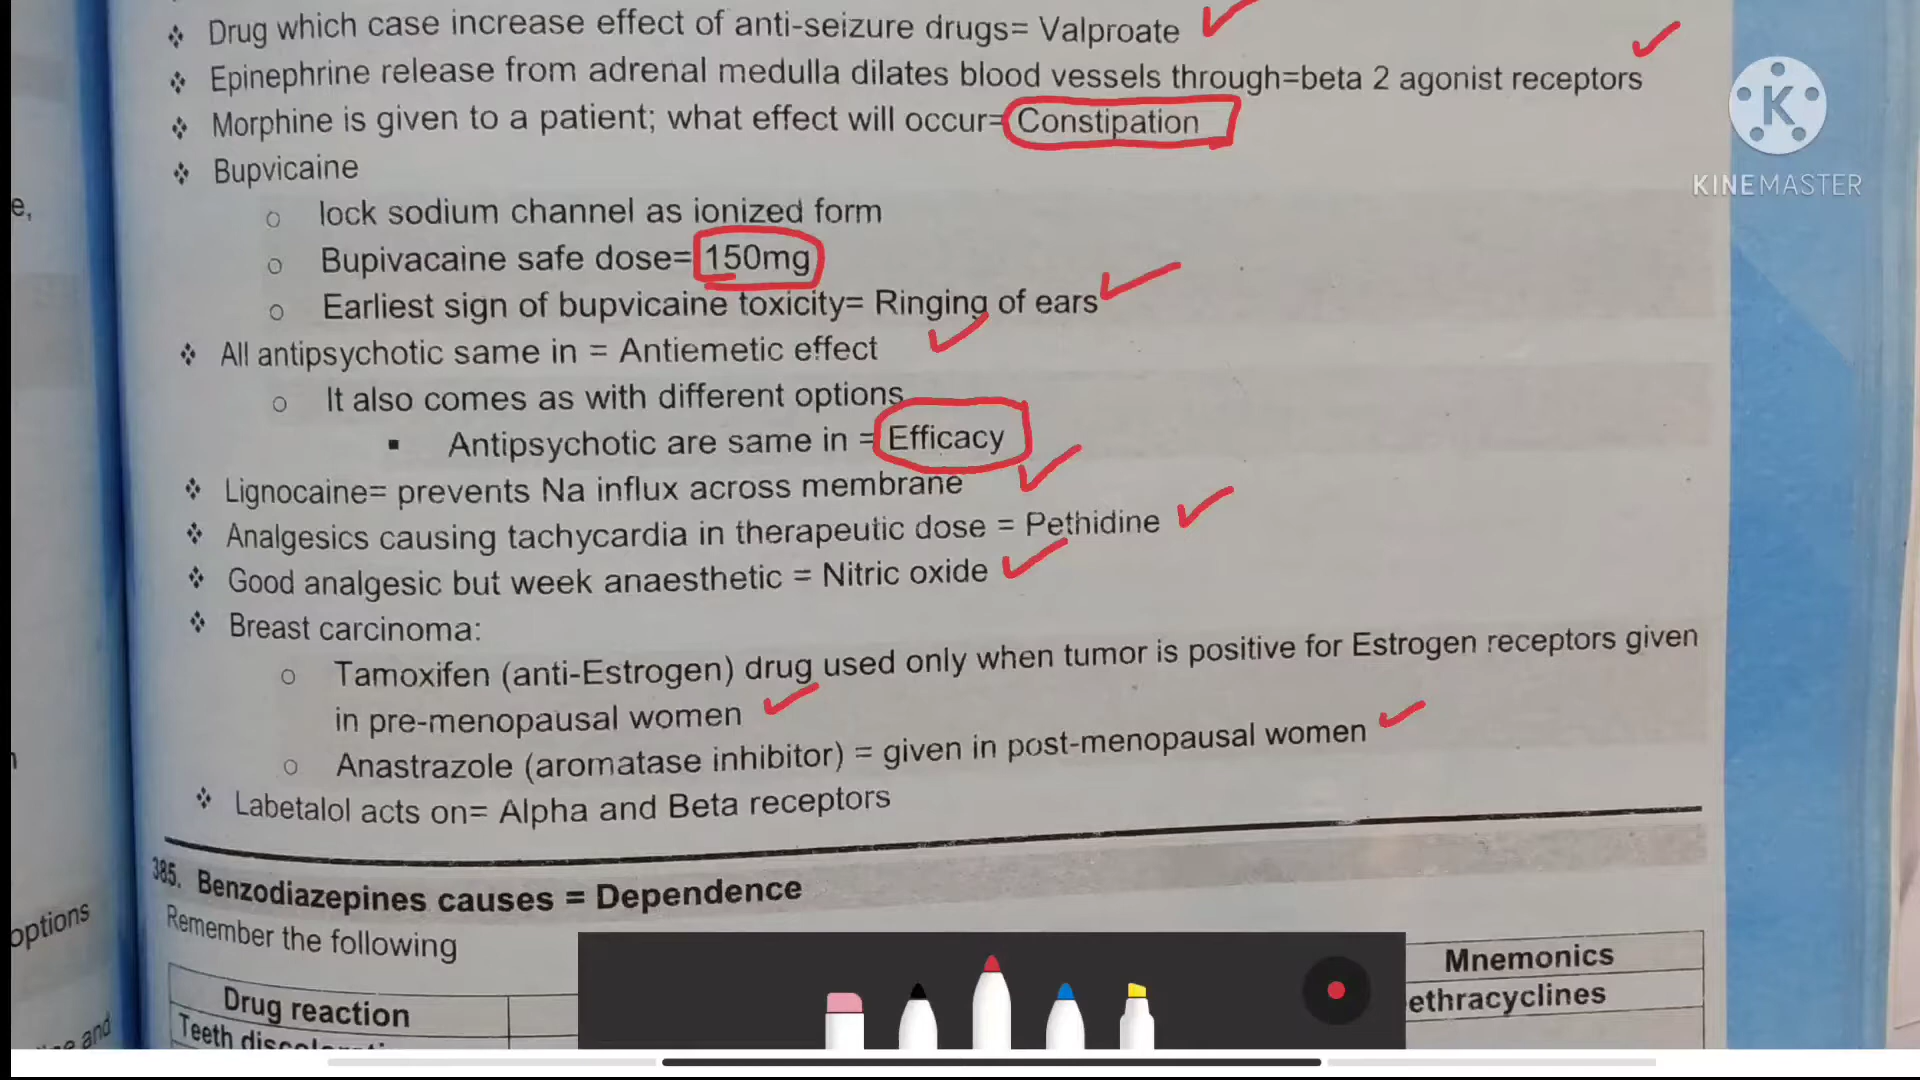 Drug which case increase effect of anti-seizure drugs= Valproate
Epinephrine release from adrenal medulla dilates blood vessels through=beta 2 agonist receptors
Morphine is given to a patient; what effect will occur= Constipation
Bupvicaine
lock sodium channel as ionized form
Bupivacaine safe dose= 150mg
Earliest sign of bupvicaine toxicity= Ringing of ears
All antipsychotic same in = Antiemetic effect
It also comes as with different options
Antipsychotic are same in = Efficacy
Lignocaine= prevents Na influx across membrane
Analgesics causing tachycardia in therapeutic dose = Pethidine
Good analgesic but week anaesthetic = Nitric oxide
Breast carcinoma:
Tamoxifen (anti-Estrogen) drug used only when tumor is positive for Estrogen receptors given
in pre-menopausal women
Anastrazole (aromatase inhibitor) = given in post-menopausal women
Labetalol acts on= Alpha and Beta receptors
385. Benzodiazepines causes = Dependence
Remember the following
Drug reaction
Mnemonics
Teeth
ethracyclines
e,
options
and
K
KINEMASTER